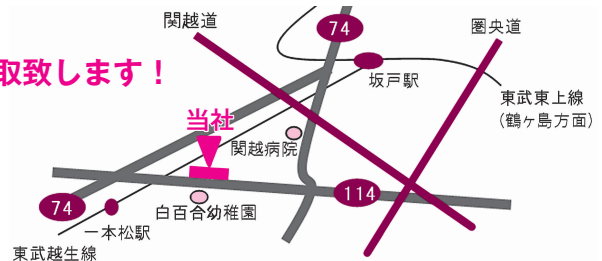 関越道
74
圏央道
取致します！
坂戸駅
東武東上線
(鶴ヶ島方面)
当社
関越病院
74
114
白百合幼稚園
一本松駅
東武越生線